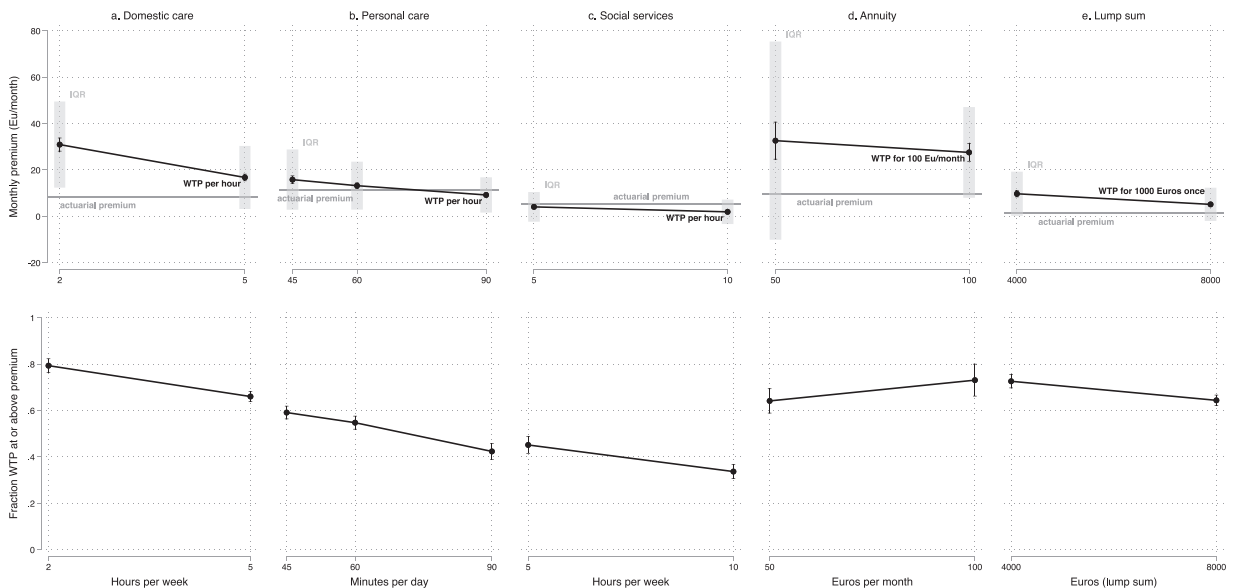 a. Domestic care
b. Personal care
c. Social services
d. Annuity
e. Lump sum
Monthly premium (Eu/month)
80
60
40
20
0
-20
IQR
WTP per hour
actuarial premium
2
5
IQR
actuarial premium
WTP per hour
45
60
90
IQR
actuarial premium
WTP per hour
5
10
IQR
WTP for 100 Eu/month
actuarial premium
50
100
IQR
WTP for 1000 Euros once
actuarial premium
4000
8000
Fraction WTP at or above premium
1
.8
.6
.4
.2
0
2
5
Hours per week
45
60
90
Minutes per day
5
10
Hours per week
50
100
Euros per month
4000
8000
Euros (lump sum)